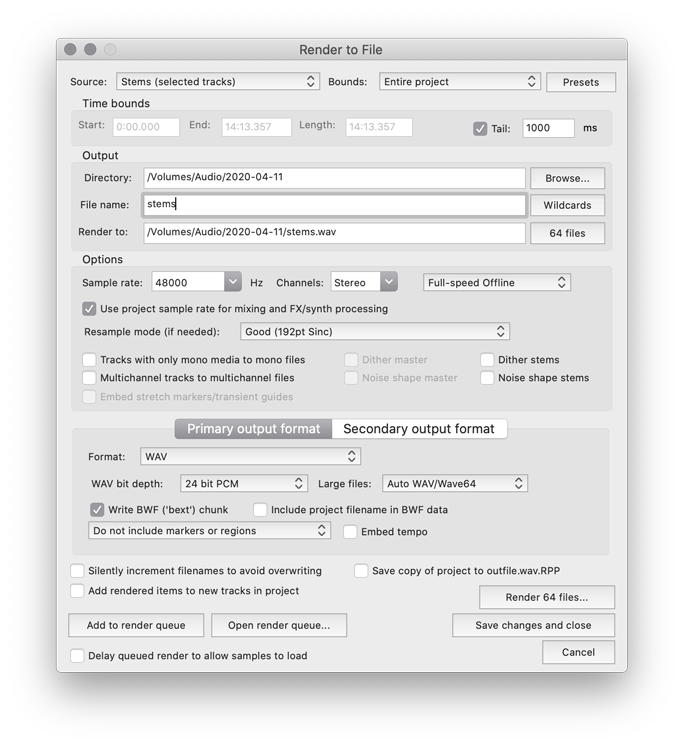 Render to File
Source: Stems (selected tracks) Bounds: Entire project Presets
Time bounds
Start: 0:00.000 End: 14:13.357 Length: 14:13.357 Tail: 1000 ms
Output
Directory: /Volumes/Audio/2020-04-11 Browse...
File name: stems Wildcards
Render to: /Volumes/Audio/2020-04-11/stems.wav 64 files
Options
Sample rate: 48000 Hz Channels: Stereo Full-speed Offline
Use project sample rate for mixing and FX/synth processing
Resample mode (if needed): Good (192pt Sinc)
Tracks with only mono media to mono files Dither master Dither stems
Multichannel tracks to multichannel files Noise shape master Noise shape stems
Embed stretch markers/transient guides
Primary output format Secondary output format
Format: WAV
WAV bit depth: 24 bit PCM Large files: Auto WAV/Wave64
Write BWF ('bext') chunk Include project filename in BWF data
Do not include markers or regions Embed tempo
Silently increment filenames to avoid overwriting Save copy of project to outfile.wav.RPP
Add rendered items to new tracks in project Render 64 files...
Add to render queue Open render queue... Save changes and close
Delay queued render to allow samples to load Cancel